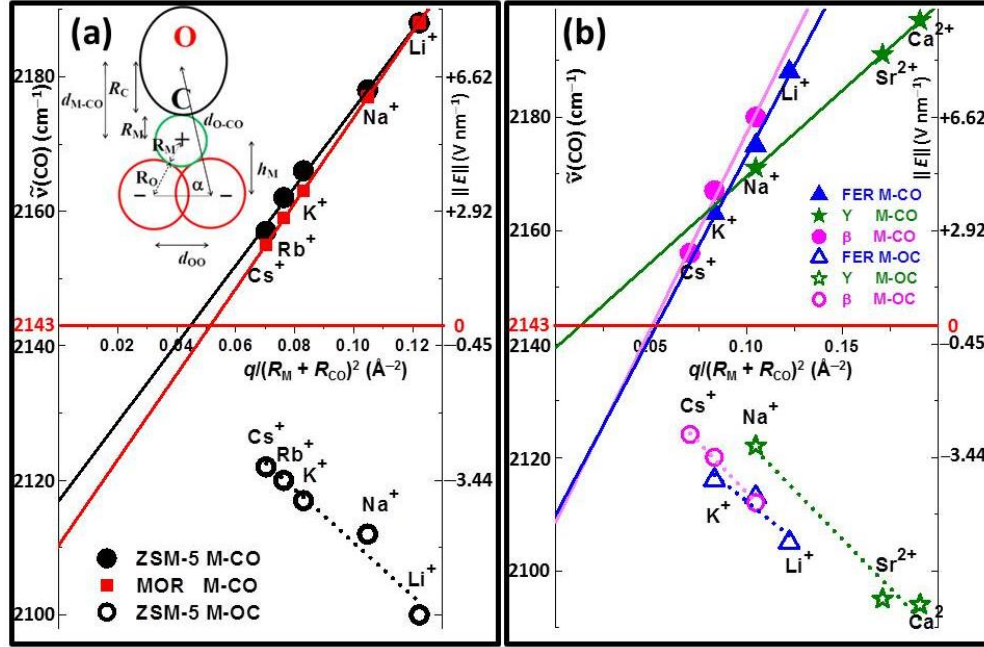 (a)
O
C
R_C
d_M-CO
R_M
R_M
+
d_O-CO
R_O
α
h_M
−
−
d_OO
ṽ(CO) (cm⁻¹)
2180
2160
2143
2140
2120
2100
0.02
0.04
0.06
0.08
0.10
0.12
q/(R_M + R_CO)² (Å⁻²)
||E|| (V nm⁻¹)
+6.62
+2.92
0
−0.45
−3.44
Li⁺
Na⁺
K⁺
Rb⁺
Cs⁺
Cs⁺
Rb⁺
K⁺
Na⁺
Li⁺
ZSM-5 M-CO
MOR M-CO
ZSM-5 M-OC
(b)
ṽ(CO) (cm⁻¹)
2180
2160
2143
2140
2120
2100
0.05
0.10
0.15
q/(R_M + R_CO)² (Å⁻²)
||E|| (V nm⁻¹)
+6.62
+2.92
0
−0.45
−3.44
Ca²⁺
Sr²⁺
Li⁺
Na⁺
K⁺
Cs⁺
FER M-CO
Y M-CO
β M-CO
FER M-OC
Y M-OC
β M-OC
Cs⁺
Na⁺
K⁺
Li⁺
Sr²⁺
Ca²